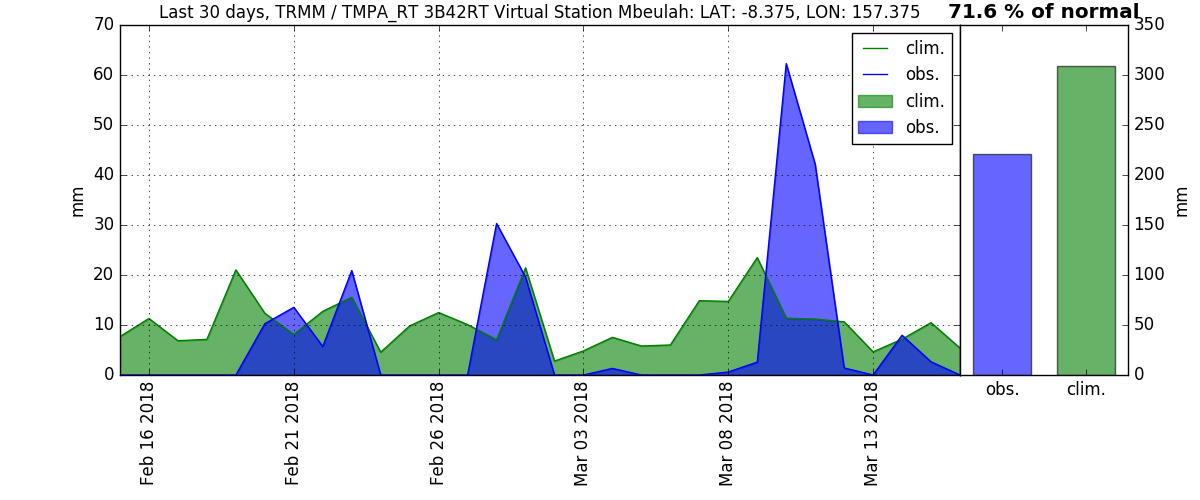 Last 30 days, TRMM / TMPA_RT 3B42RT Virtual Station Mbeulah: LAT: -8.375, LON: 157.375
71.6 % of normal
70
60
50
40
30
20
10
0
mm
clim.
obs.
clim.
obs.
Feb 16 2018
Feb 21 2018
Feb 26 2018
Mar 03 2018
Mar 08 2018
Mar 13 2018
350
300
250
200
150
100
50
0
mm
obs.
clim.